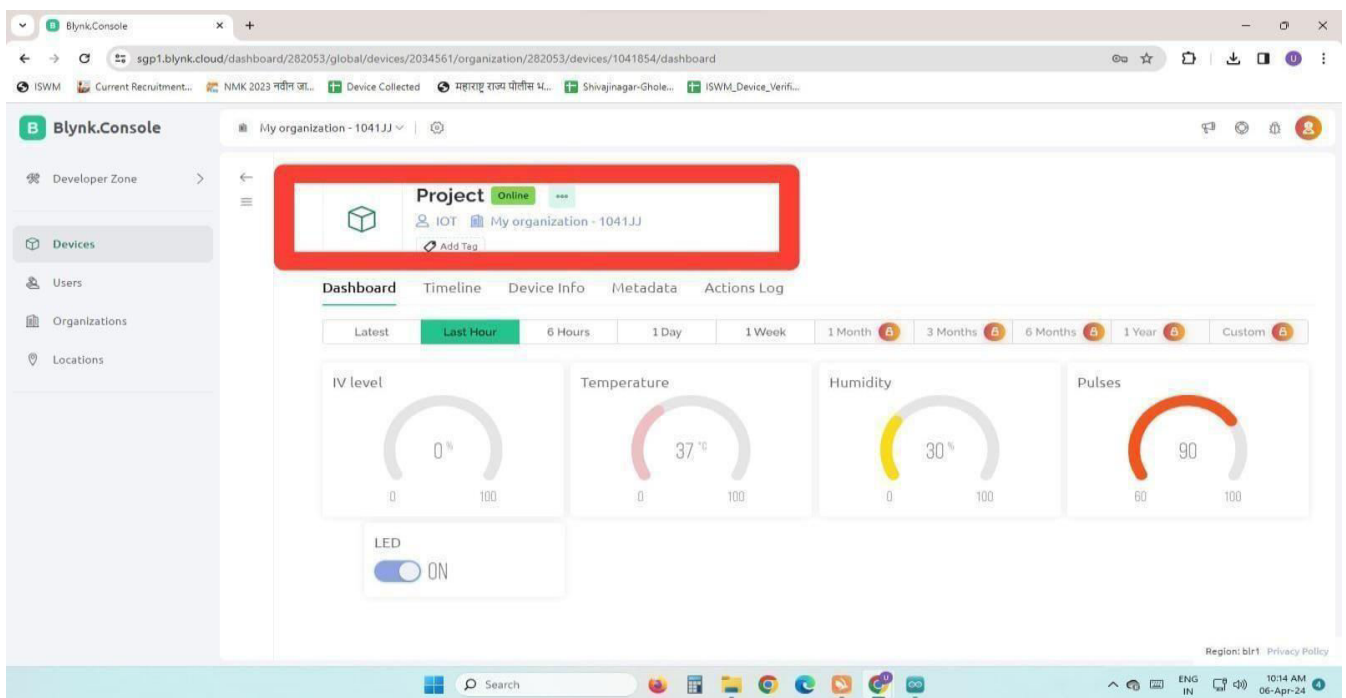 Blynk.Console
sgp1.blynk.cloud/dashboard/282053/global/devices/2034561/organization/282053/devices/1041854/dashboard
U
ISWM
Current Recruitment...
NMK 2023 नवीन जा...
Device Collected
महाराष्ट्र राज्य पोलीस भ...
Shivajinagar-Ghole...
ISWM_Device_Verifi...
B
Blynk.Console
My organization - 1041JJ
Developer Zone
Devices
Users
Organizations
Locations
Project
Online
IOT
My organization - 1041JJ
Add Tag
Dashboard
Timeline
Device Info
Metadata
Actions Log
Latest
Last Hour
6 Hours
1 Day
1 Week
1 Month
3 Months
6 Months
1 Year
Custom
IV level
0 %
0
100
Temperature
37 °C
0
100
Humidity
30 %
0
100
Pulses
90
60
100
LED
ON
Region: blr1 Privacy Policy
Search
ENG
IN
10:14 AM
06-Apr-24
4